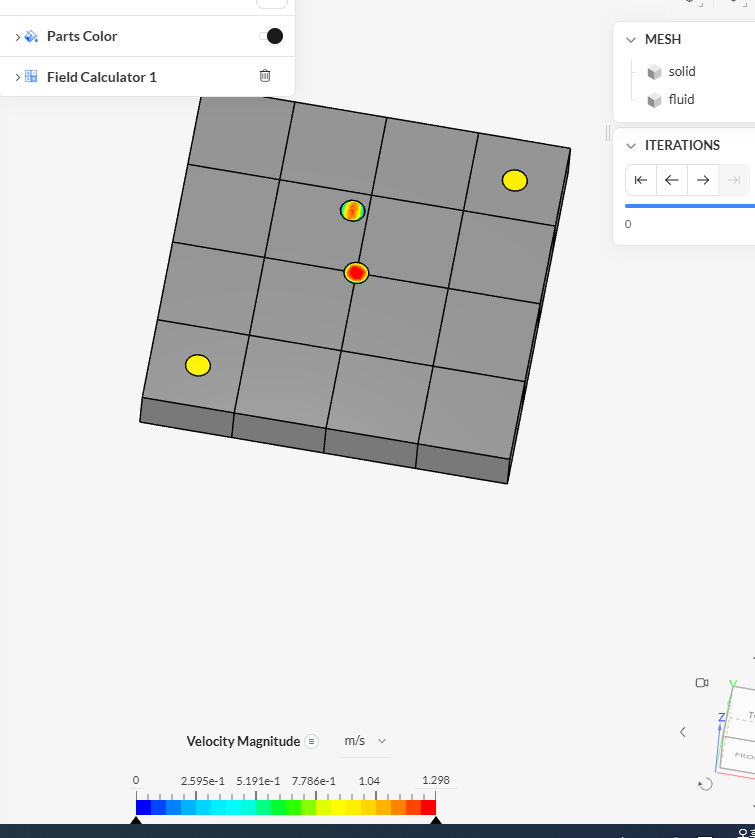 Parts Color
Field Calculator 1
MESH
solid
fluid
ITERATIONS
0
Velocity Magnitude
m/s
0 2.595e-1 5.191e-1 7.786e-1 1.04 1.298
Y
Z